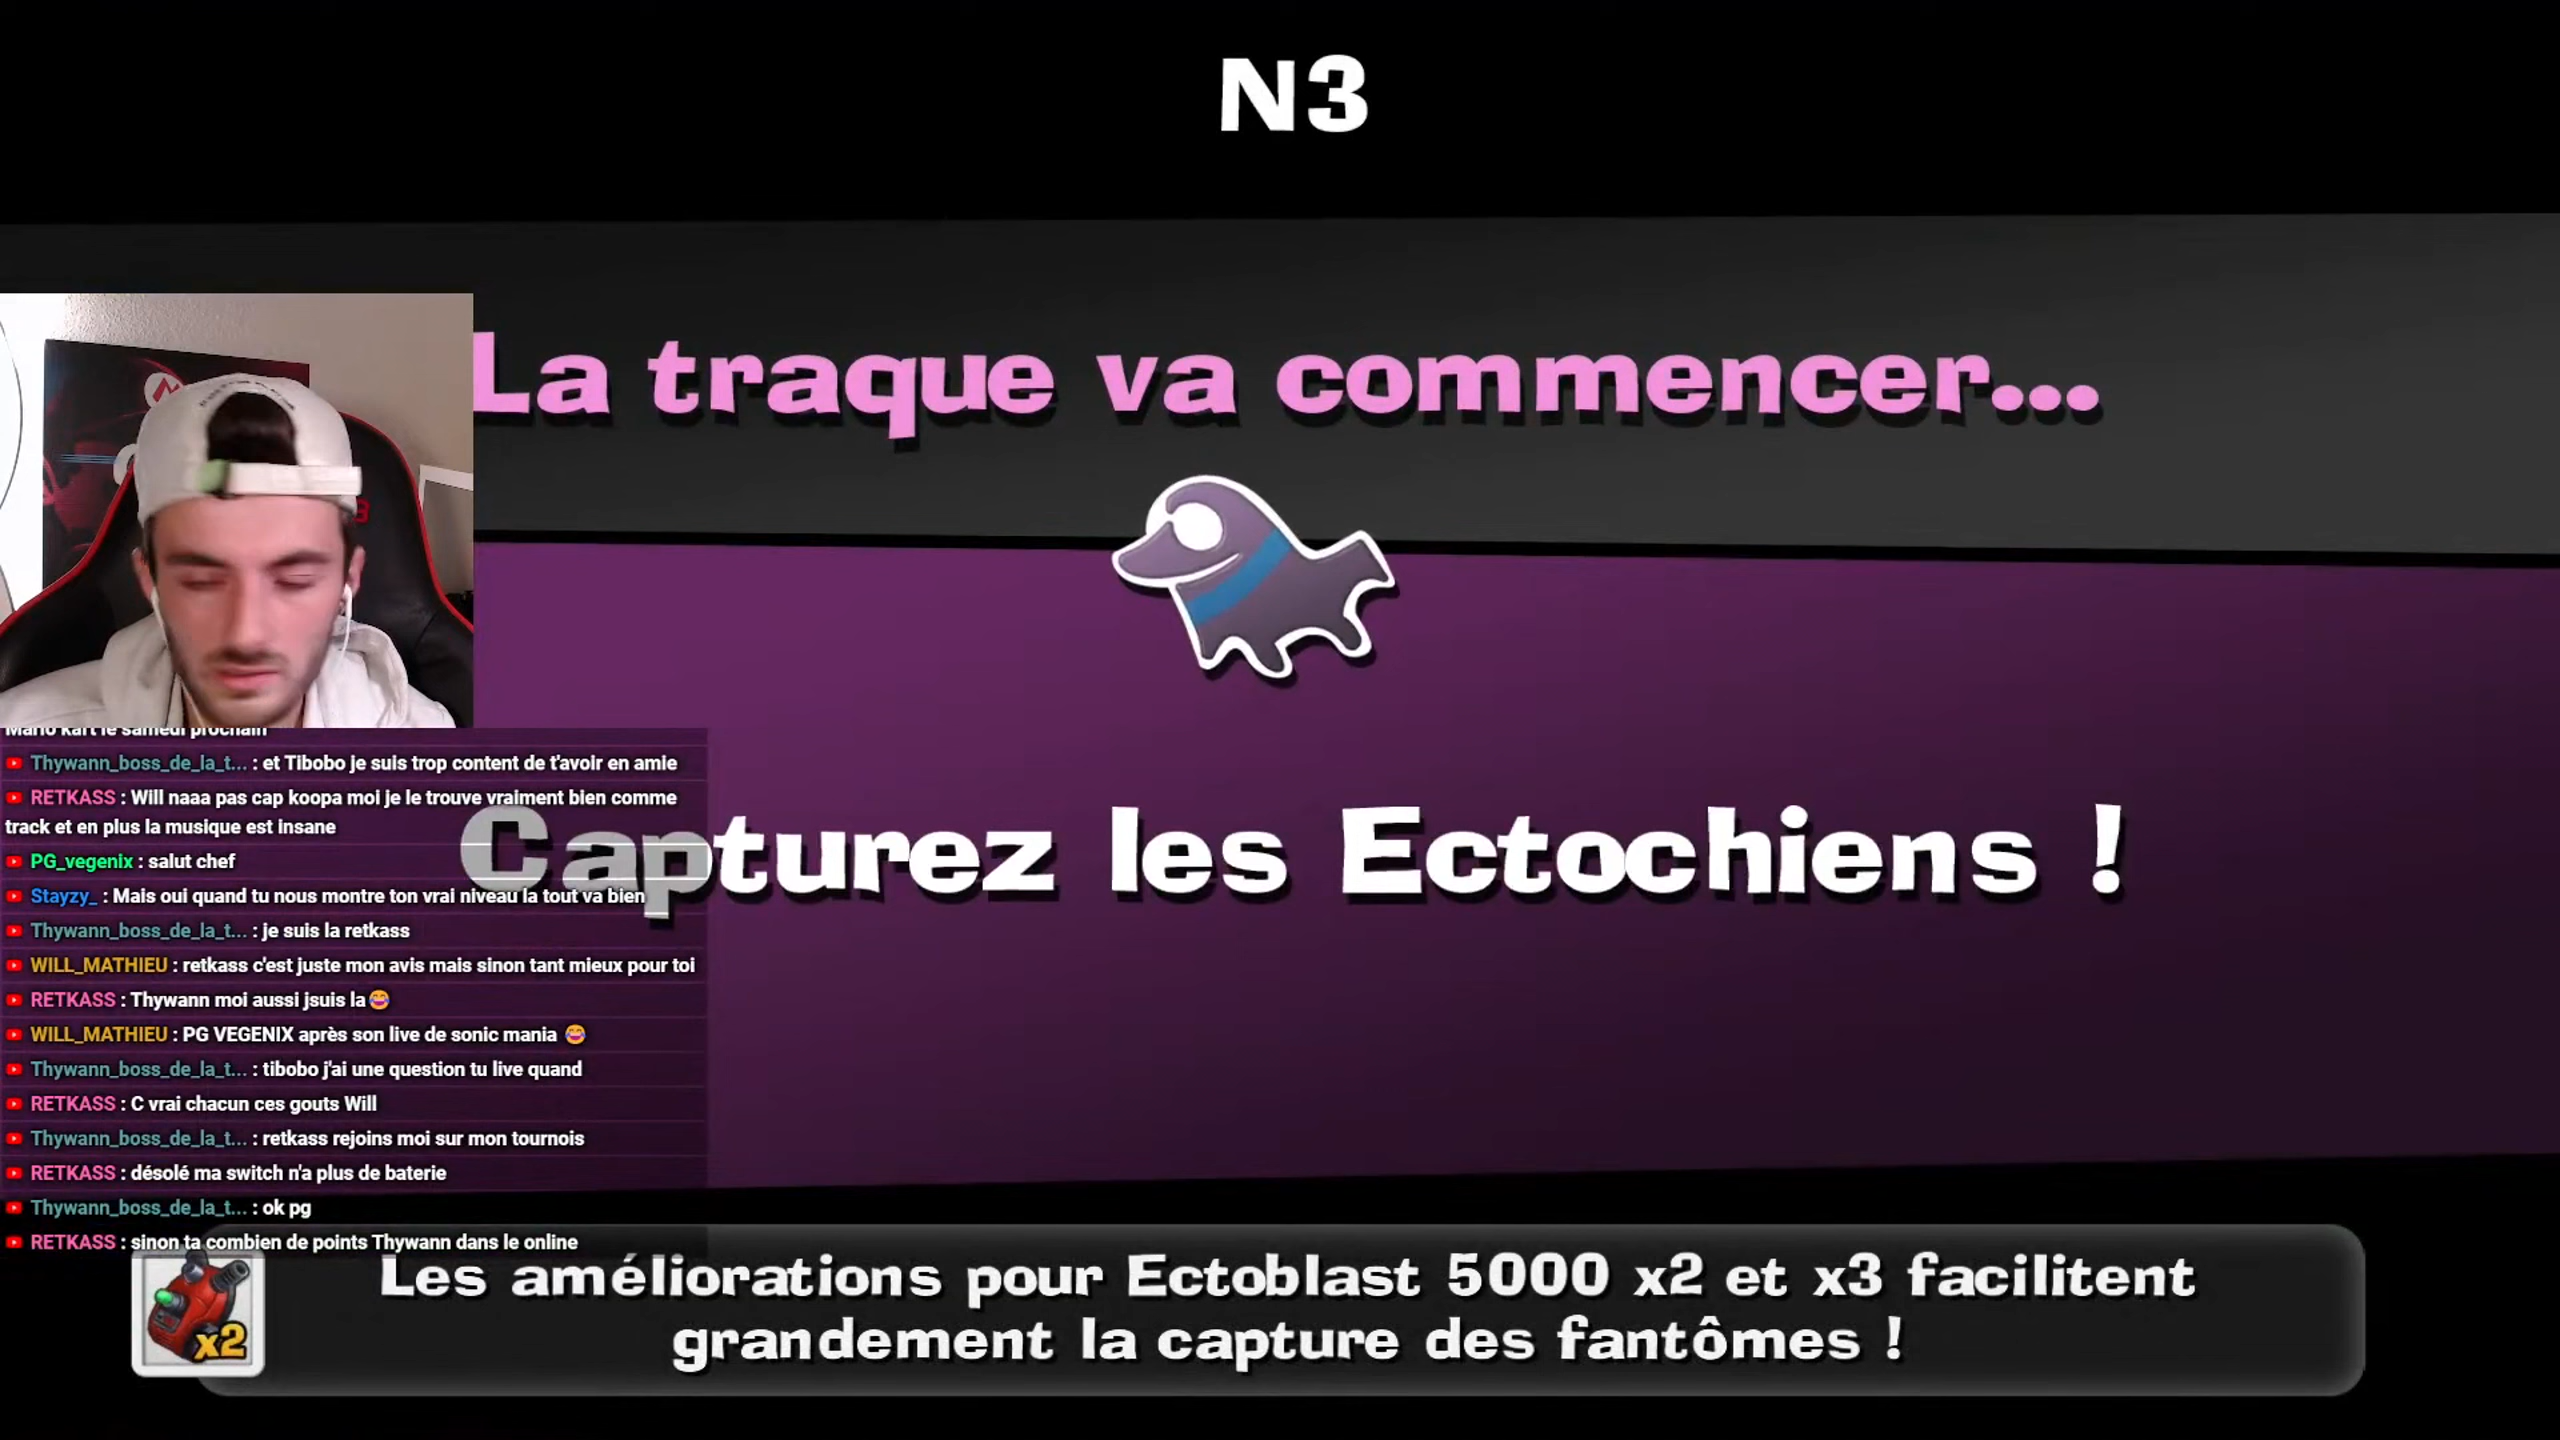 N3
La traque va commencer...
Capturez les Ectochiens !
Mario kart le samedi prochain
Thywann_boss_de_la_t... : et Tibobo je suis trop content de t'avoir en amie
RETKASS : Will naaa pas cap koopa moi je le trouve vraiment bien comme
track et en plus la musique est insane
PG_vegenix : salut chef
Stayzy_ : Mais oui quand tu nous montre ton vrai niveau la tout va bien
Thywann_boss_de_la_t... : je suis la retkass
WILL_MATHIEU : retkass c'est juste mon avis mais sinon tant mieux pour toi
RETKASS : Thywann moi aussi jsuis la😂
WILL_MATHIEU : PG VEGENIX après son live de sonic mania 😂
Thywann_boss_de_la_t... : tibobo j'ai une question tu live quand
RETKASS : C vrai chacun ces gouts Will
Thywann_boss_de_la_t... : retkass rejoins moi sur mon tournois
RETKASS : désolé ma switch n'a plus de baterie
Thywann_boss_de_la_t... : ok pg
RETKASS : sinon ta combien de points Thywann dans le online
x2
Les améliorations pour Ectoblast 5000 x2 et x3 facilitent
grandement la capture des fantômes !